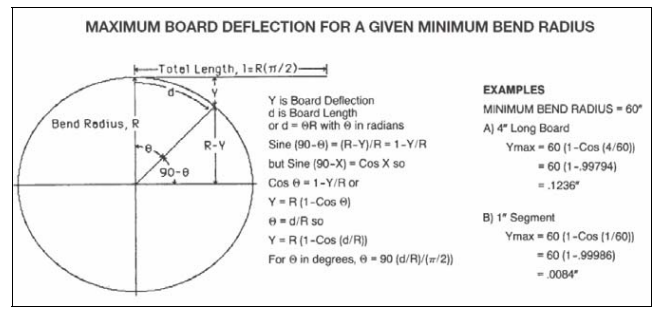 MAXIMUM BOARD DEFLECTION FOR A GIVEN MINIMUM BEND RADIUS
Total Length, l=R(π/2)
d
Y
Bend Radius, R
R-Y
θ
90-θ
Y is Board Deflection
d is Board Length
or d = ΘR with Θ in radians
Sine (90-Θ) = (R-Y)/R = 1-Y/R
but Sine (90-X) = Cos X so
Cos Θ = 1-Y/R or
Y = R (1-Cos Θ)
Θ = d/R so
Y = R (1-Cos (d/R))
For Θ in degrees, Θ = 90 (d/R)/(π/2))
EXAMPLES
MINIMUM BEND RADIUS = 60"
A) 4" Long Board
Ymax = 60 (1-Cos (4/60))
= 60 (1-.99794)
= .1236"
B) 1" Segment
Ymax = 60 (1-Cos (1/60))
= 60 (1-.99986)
= .0084"